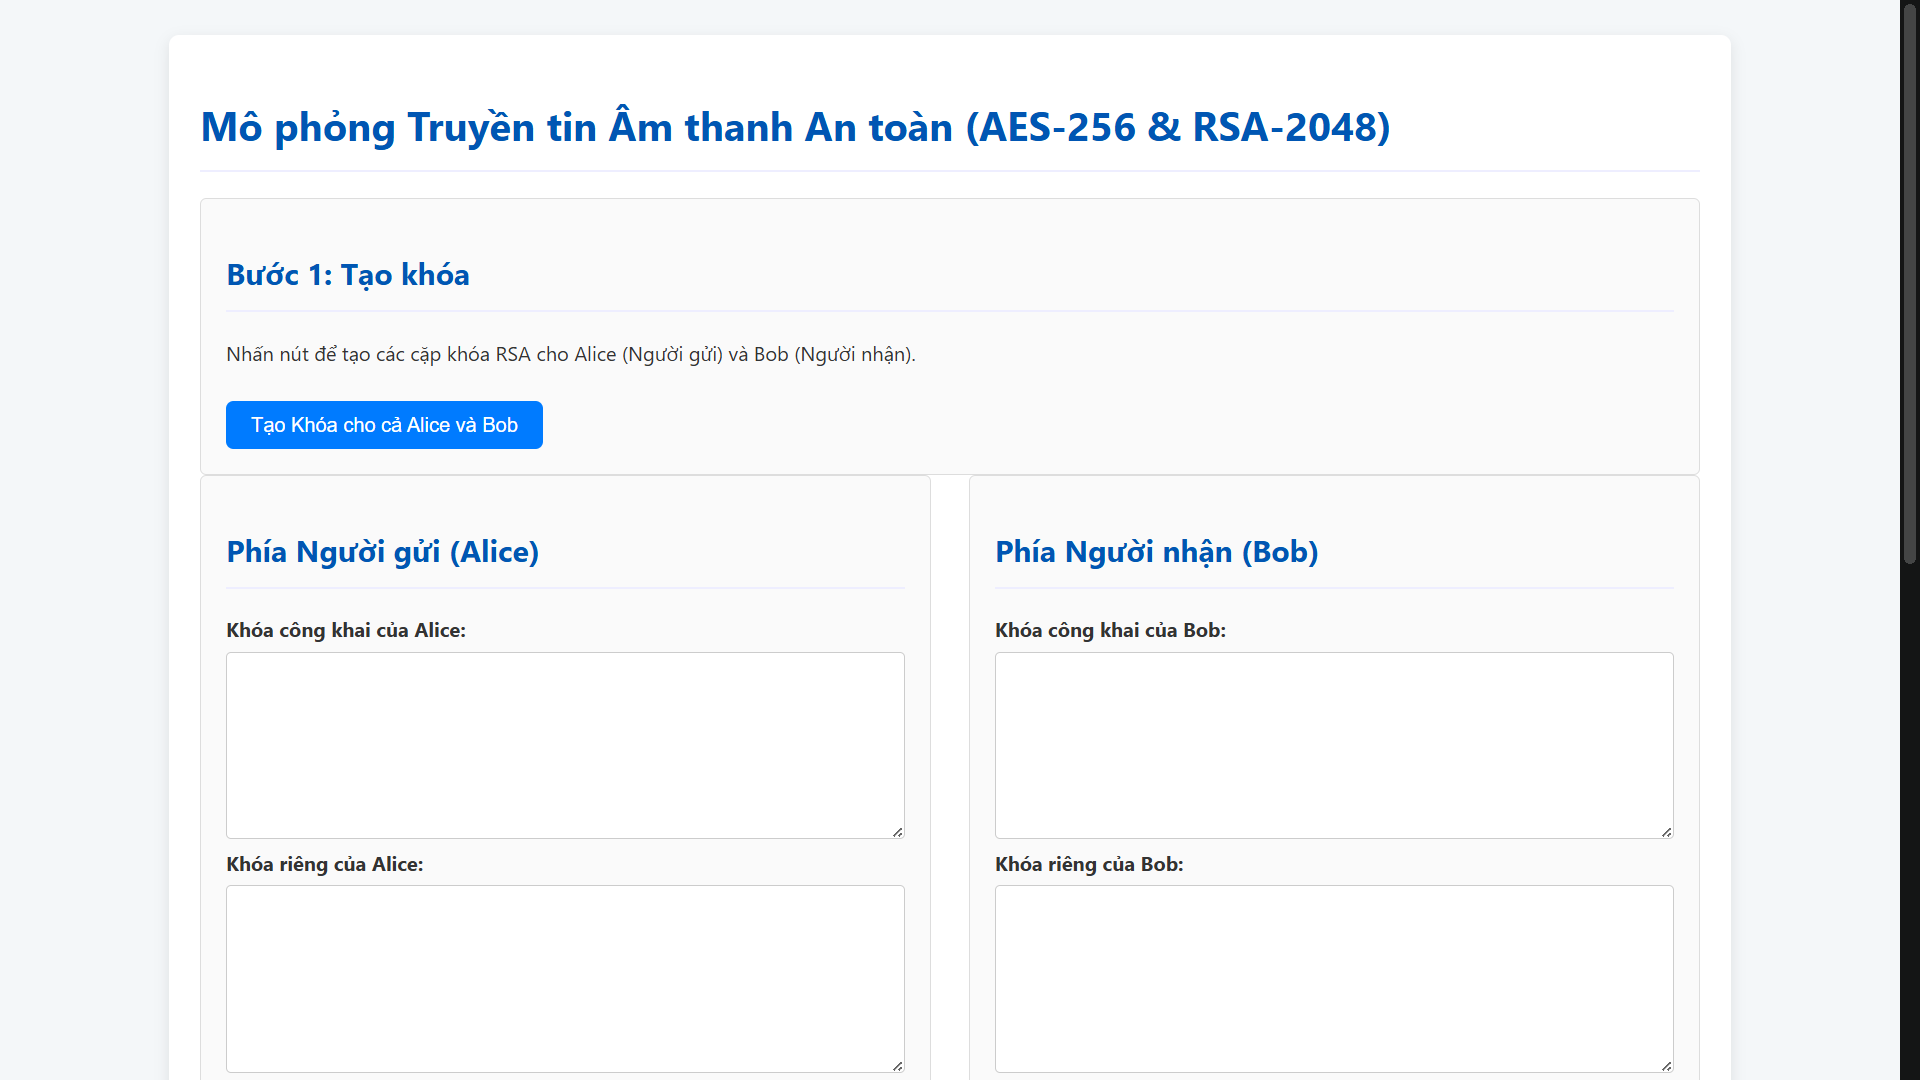 Mô phỏng Truyền tin Âm thanh An toàn (AES-256 & RSA-2048)
Bước 1: Tạo khóa
Nhấn nút để tạo các cặp khóa RSA cho Alice (Người gửi) và Bob (Người nhận).
Tạo Khóa cho cả Alice và Bob
Phía Người gửi (Alice)
Khóa công khai của Alice:
Khóa riêng của Alice:
Phía Người nhận (Bob)
Khóa công khai của Bob:
Khóa riêng của Bob: